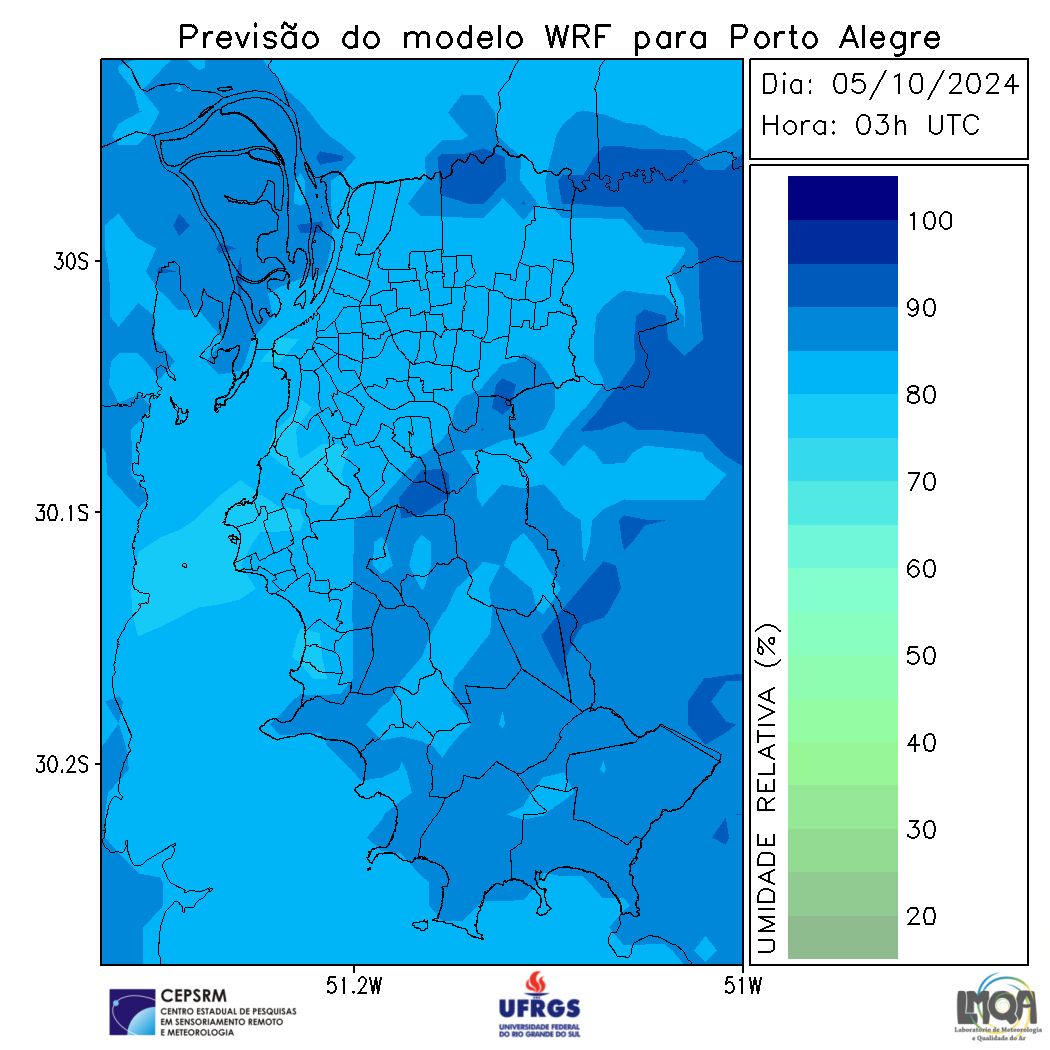 Previsão do modelo WRF para Porto Alegre
Dia: 05/10/2024
Hora: 03h UTC
30S
30.1S
30.2S
51.2W
51W
100
90
80
70
60
50
40
30
20
UMIDADE RELATIVA (%)
CEPSRM
CENTRO ESTADUAL DE PESQUISAS
EM SENSORIAMENTO REMOTO
E METEOROLOGIA
UFRGS
UNIVERSIDADE FEDERAL
DO RIO GRANDE DO SUL
LMQA
Laboratório de Meteorologia
e Qualidade do Ar